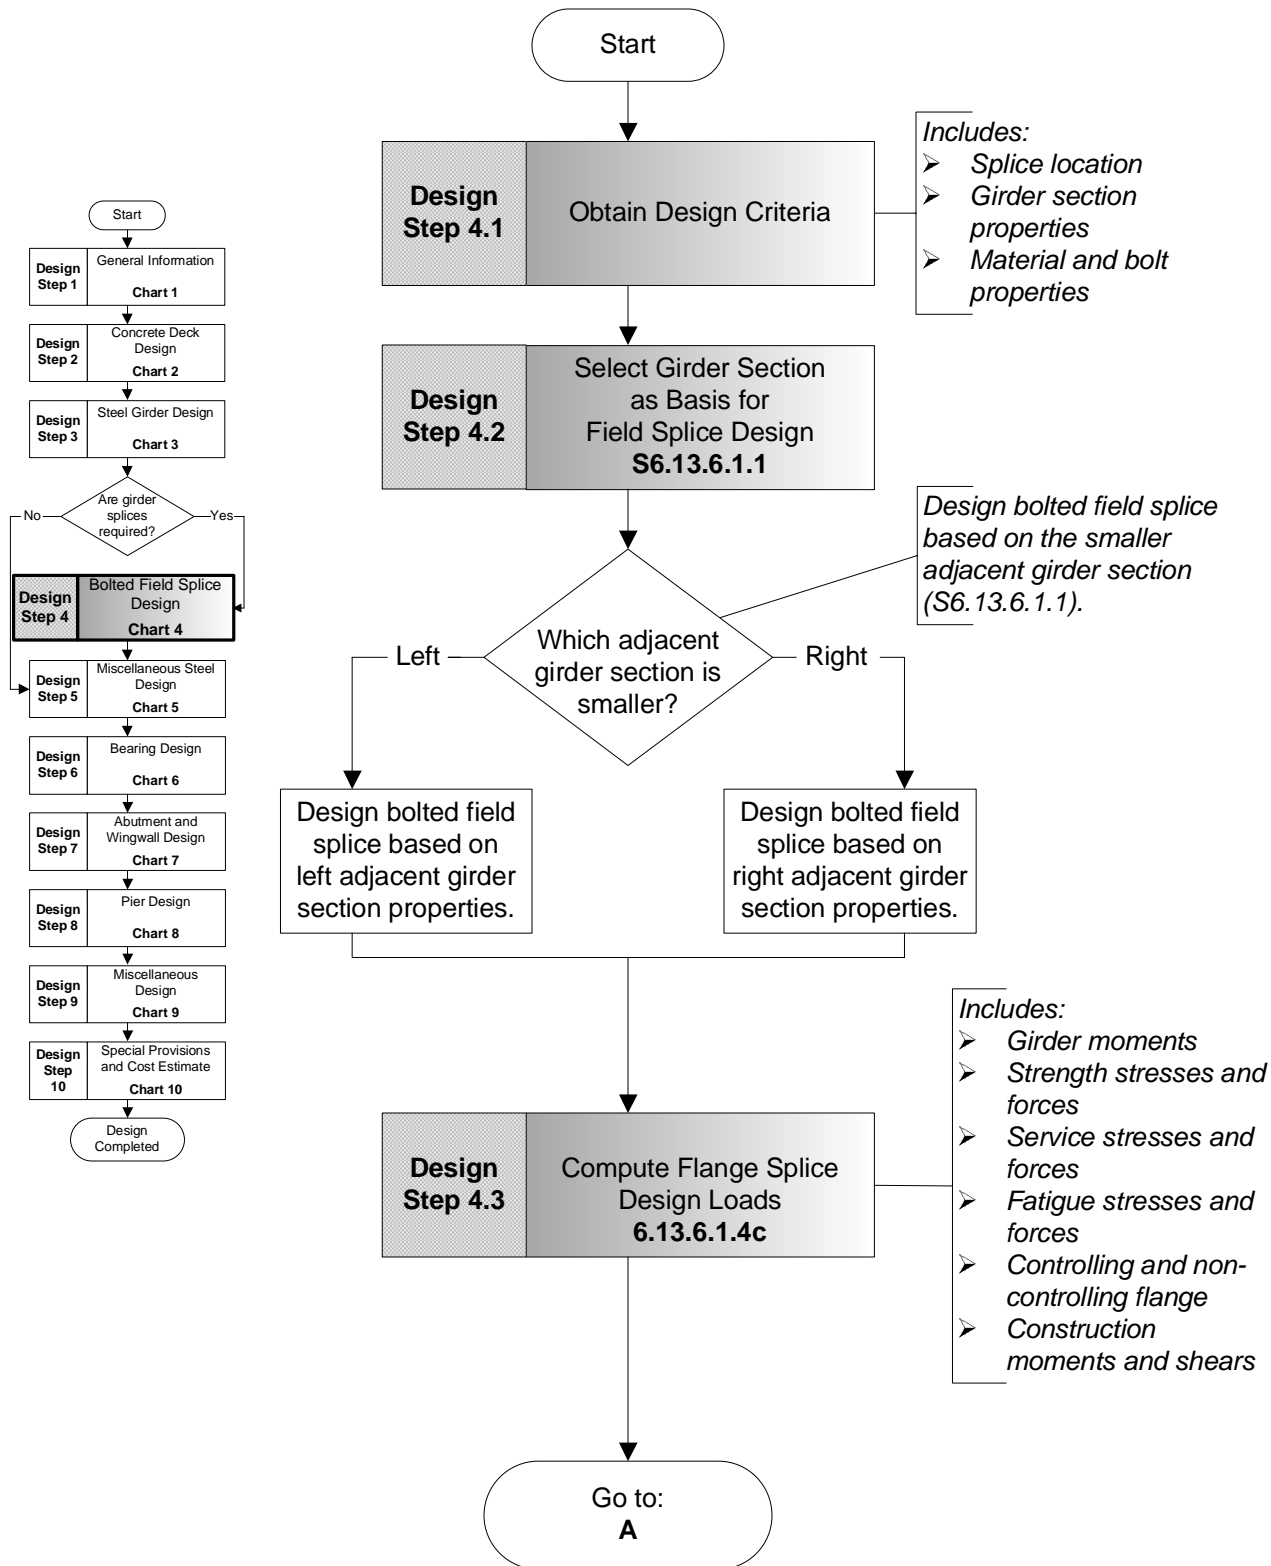 Start
Design
Step 1
General Information
Chart 1
Design
Step 2
Concrete Deck
Design
Chart 2
Design
Step 3
Steel Girder Design
Chart 3
Are girder
splices
required?
No
Yes
Design
Step 4
Bolted Field Splice
Design
Chart 4
Design
Step 5
Miscellaneous Steel
Design
Chart 5
Design
Step 6
Bearing Design
Chart 6
Design
Step 7
Abutment and
Wingwall Design
Chart 7
Design
Step 8
Pier Design
Chart 8
Design
Step 9
Miscellaneous
Design
Chart 9
Design
Step
10
Special Provisions
and Cost Estimate
Chart 10
Design
Completed
Start
Design
Step 4.1
Obtain Design Criteria
Includes:
➢ Splice location
➢ Girder section
properties
➢ Material and bolt
properties
Design
Step 4.2
Select Girder Section
as Basis for
Field Splice Design
S6.13.6.1.1
Design bolted field splice
based on the smaller
adjacent girder section
(S6.13.6.1.1).
Which adjacent
girder section is
smaller?
Left
Right
Design bolted field
splice based on
left adjacent girder
section properties.
Design bolted field
splice based on
right adjacent girder
section properties.
Design
Step 4.3
Compute Flange Splice
Design Loads
6.13.6.1.4c
Includes:
➢ Girder moments
➢ Strength stresses and
forces
➢ Service stresses and
forces
➢ Fatigue stresses and
forces
➢ Controlling and non-
controlling flange
➢ Construction
moments and shears
Go to:
A